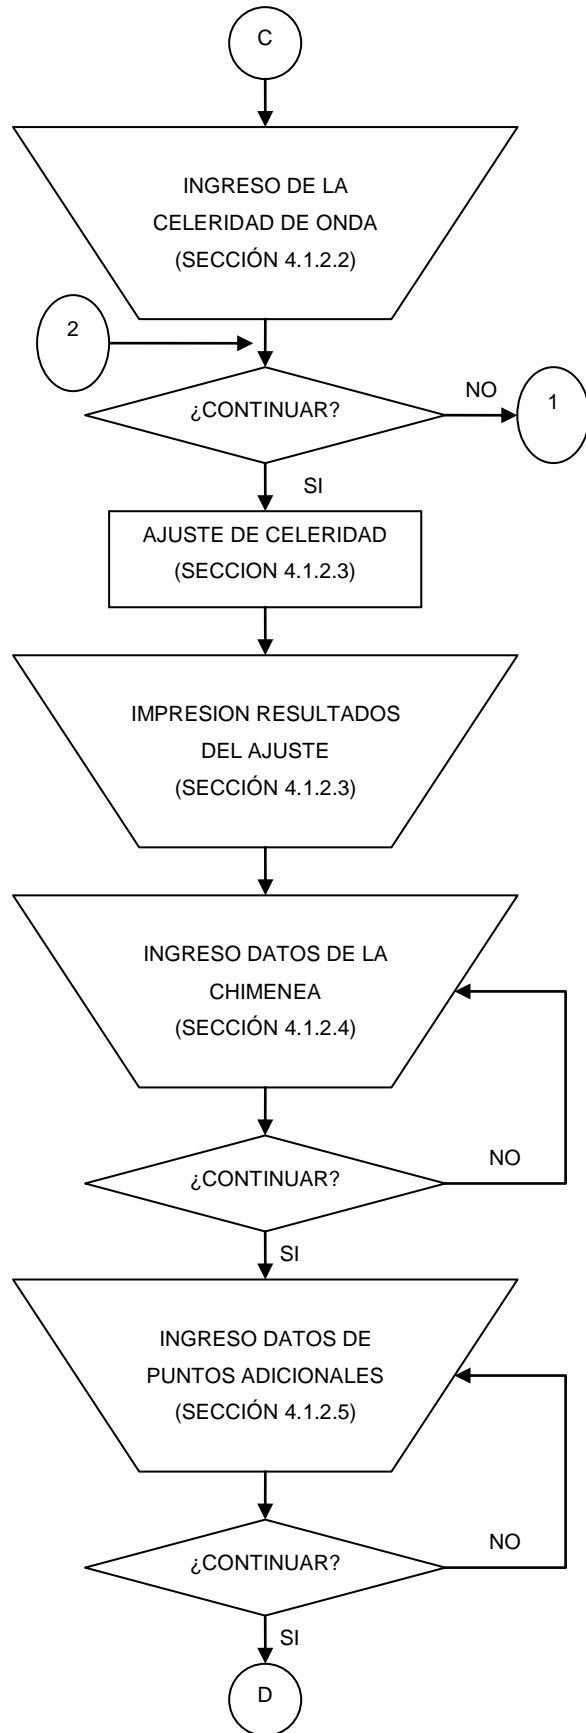 C
INGRESO DE LA
CELERIDAD DE ONDA
(SECCIÓN 4.1.2.2)
2
¿CONTINUAR?
NO
1
SI
AJUSTE DE CELERIDAD
(SECCION 4.1.2.3)
IMPRESION RESULTADOS
DEL AJUSTE
(SECCIÓN 4.1.2.3)
INGRESO DATOS DE LA
CHIMENEA
(SECCIÓN 4.1.2.4)
¿CONTINUAR?
NO
SI
INGRESO DATOS DE
PUNTOS ADICIONALES
(SECCIÓN 4.1.2.5)
¿CONTINUAR?
NO
SI
D